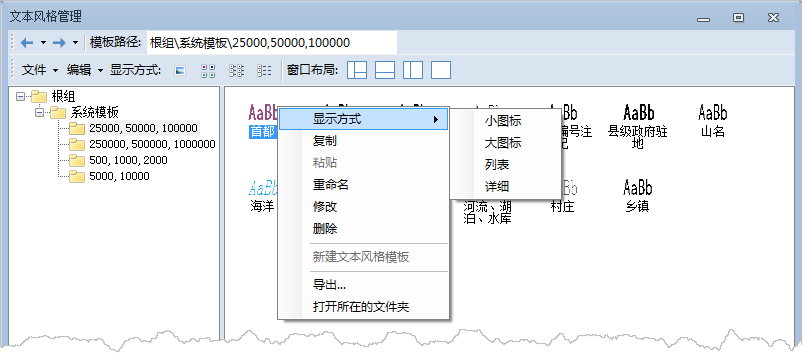 文本风格管理
模板路径: 根组\系统模板\25000,50000,100000
文件 编辑 显示方式: 窗口布局:
根组
系统模板
25000, 50000, 100000
250000, 500000, 1000000
500, 1000, 2000
5000, 10000
AaBb
首都
AaBb
编号注
记
AaBb
县级政府驻
地
AaBb
山名
AaBb
海洋
河流、湖
泊、水库
AaBb
村庄
AaBb
乡镇
显示方式
复制
粘贴
重命名
修改
删除
新建文本风格模板
导出...
打开所在的文件夹
小图标
大图标
列表
详细